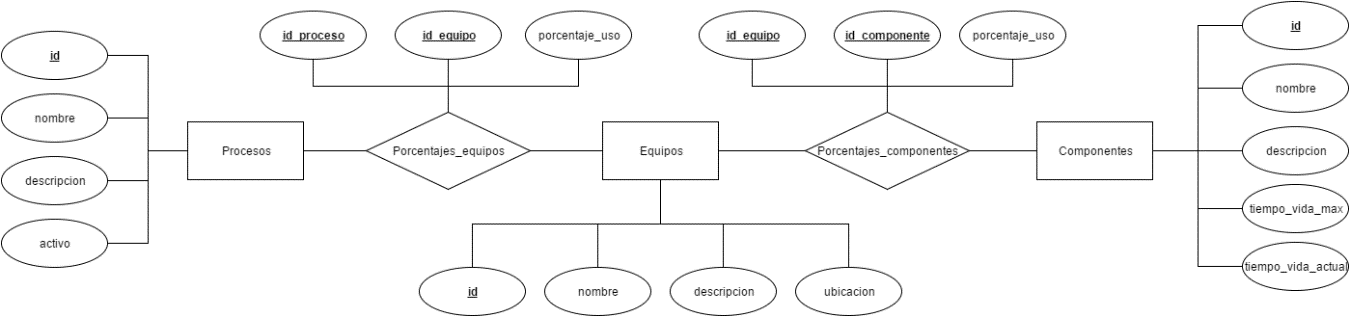 id
nombre
descripcion
activo
Procesos
id_proceso
id_equipo
porcentaje_uso
Porcentajes_equipos
Equipos
id
nombre
descripcion
ubicacion
id_equipo
id_componente
porcentaje_uso
Porcentajes_componentes
Componentes
id
nombre
descripcion
tiempo_vida_max
tiempo_vida_actual